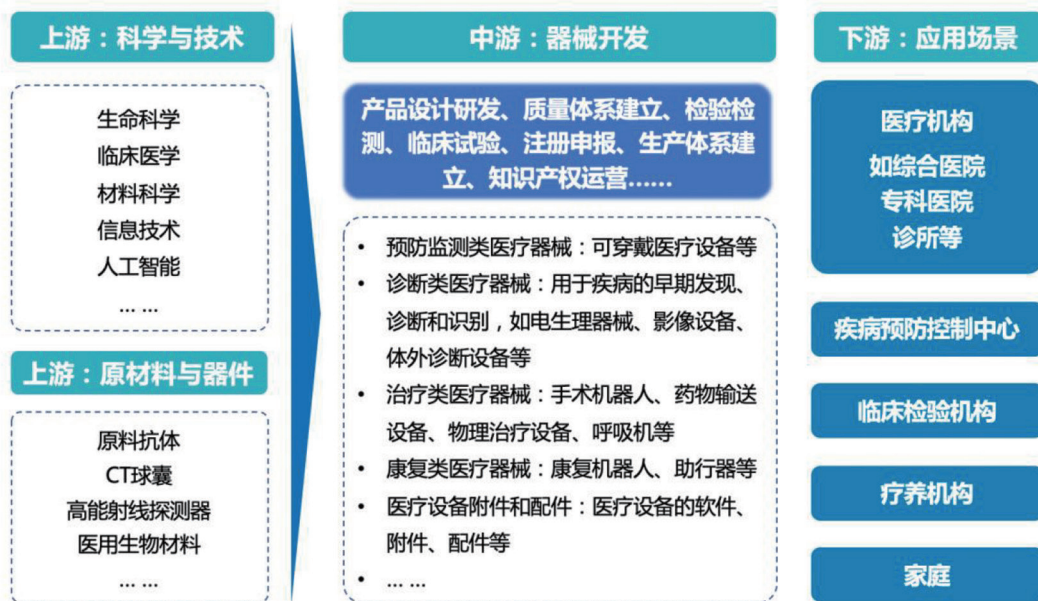 上游：科学与技术
生命科学
临床医学
材料科学
信息技术
人工智能
... ...
上游：原材料与器件
原料抗体
CT球囊
高能射线探测器
医用生物材料
... ...
中游：器械开发
产品设计研发、质量体系建立、检验检
测、临床试验、注册申报、生产体系建
立、知识产权运营……
• 预防监测类医疗器械：可穿戴医疗设备等
• 诊断类医疗器械：用于疾病的早期发现、
诊断和识别，如电生理器械、影像设备、
体外诊断设备等
• 治疗类医疗器械：手术机器人、药物输送
设备、物理治疗设备、呼吸机等
• 康复类医疗器械：康复机器人、助行器等
• 医疗设备附件和配件：医疗设备的软件、
附件、配件等
• ... ...
下游：应用场景
医疗机构
如综合医院
专科医院
诊所等
疾病预防控制中心
临床检验机构
疗养机构
家庭